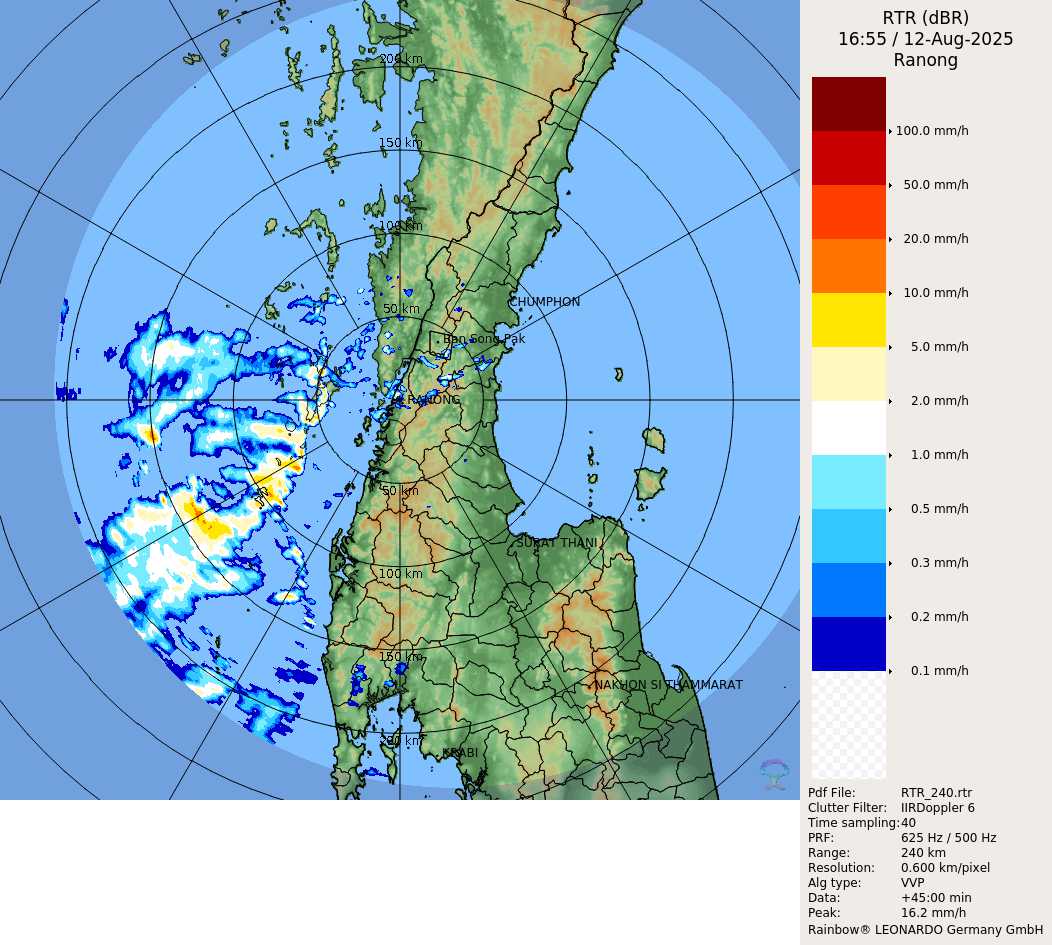 RTR (dBR)
16:55 / 12-Aug-2025
Ranong
100.0 mm/h
50.0 mm/h
20.0 mm/h
10.0 mm/h
5.0 mm/h
2.0 mm/h
1.0 mm/h
0.5 mm/h
0.3 mm/h
0.2 mm/h
0.1 mm/h
200 km
150 km
100 km
50 km
CHUMPHON
Ban Song Pak
RANONG
50 km
SURAT THANI
100 km
150 km
NAKHON SI THAMMARAT
200 km
KRABI
Pdf File: RTR_240.rtr
Clutter Filter: IIRDoppler 6
Time sampling:40
PRF: 625 Hz / 500 Hz
Range: 240 km
Resolution: 0.600 km/pixel
Alg type: VVP
Data: +45:00 min
Peak: 16.2 mm/h
Rainbow® LEONARDO Germany GmbH